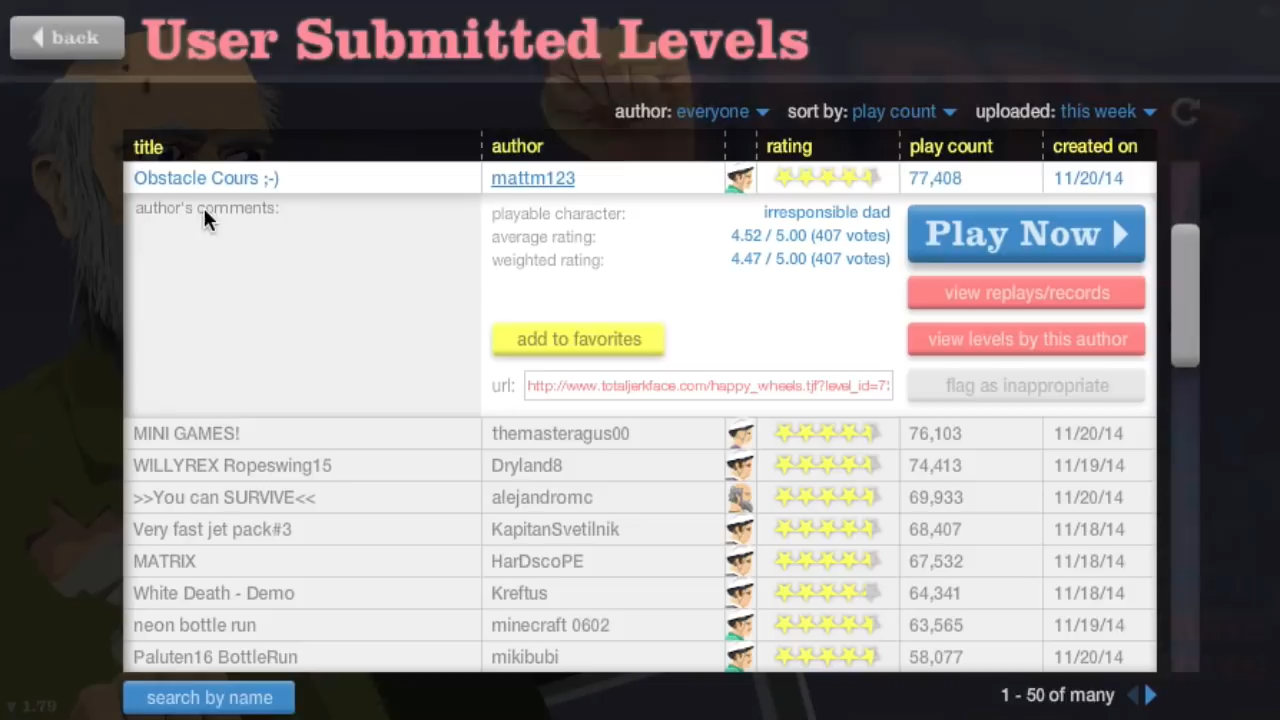 back
User Submitted Levels
author: everyone sort by: play count uploaded: this week
title author rating play count created on
Obstacle Cours ;-) mattm123 77,408 11/20/14
author's comments:
playable character: irresponsible dad
average rating: 4.52 / 5.00 (407 votes)
weighted rating: 4.47 / 5.00 (407 votes)
Play Now
view replays/records
add to favorites
view levels by this author
url: http://www.totaljerkface.com/happy_wheels.tjf?level_id=7
flag as inappropriate
MINI GAMES! themasteragus00 76,103 11/20/14
WILLYREX Ropeswing15 Dryland8 74,413 11/19/14
>>You can SURVIVE<< alejandromc 69,933 11/20/14
Very fast jet pack#3 KapitanSvetilnik 68,407 11/18/14
MATRIX HarDscoPE 67,532 11/18/14
White Death - Demo Kreftus 64,341 11/18/14
neon bottle run minecraft 0602 63,565 11/19/14
Paluten16 BottleRun mikibubi 58,077 11/20/14
search by name
1 - 50 of many
v 1.79